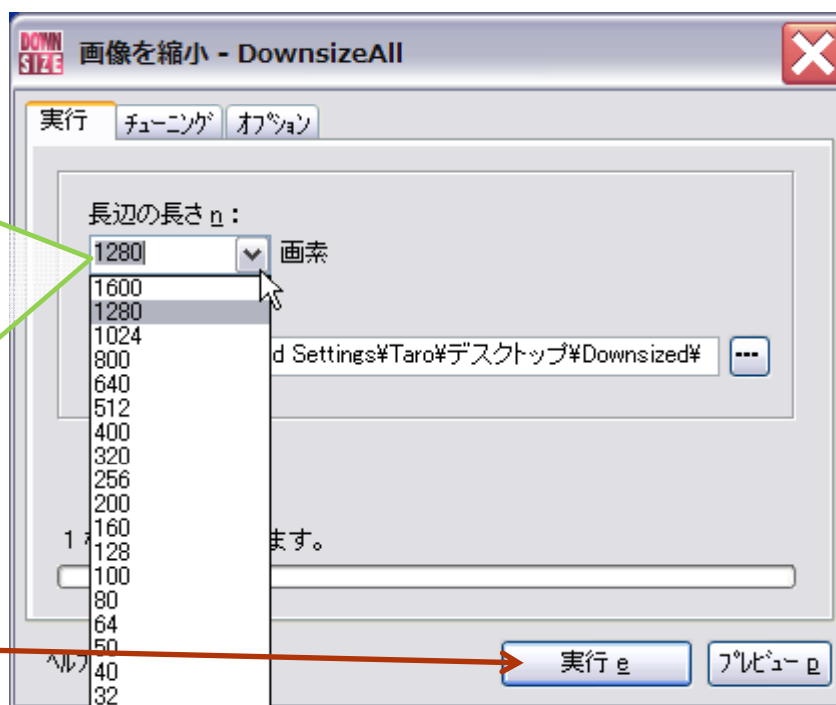 DOWN
SIZE
画像を縮小 - DownsizeAll
実行 チューニング オプション
長辺の長さ n：
1280 画素
1600
1280
1024
800
d Settings¥Taro¥デスクトップ¥Downsized¥ ...
640
512
400
320
256
200
160
1 ます。
128
100
80
64
50
ヘルプ 実行 e プレビュー p
40
32